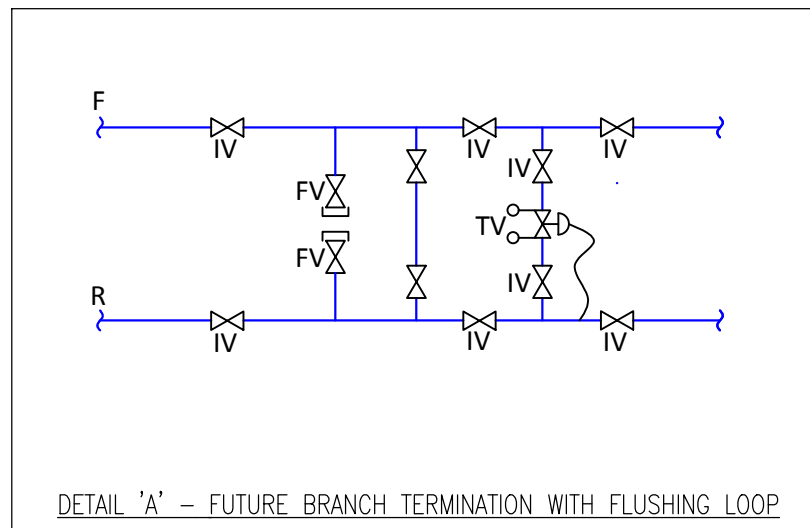 F
IV
IV
IV
FV
IV
TV
FV
IV
R
IV
IV
IV
DETAIL 'A' – FUTURE BRANCH TERMINATION WITH FLUSHING LOOP